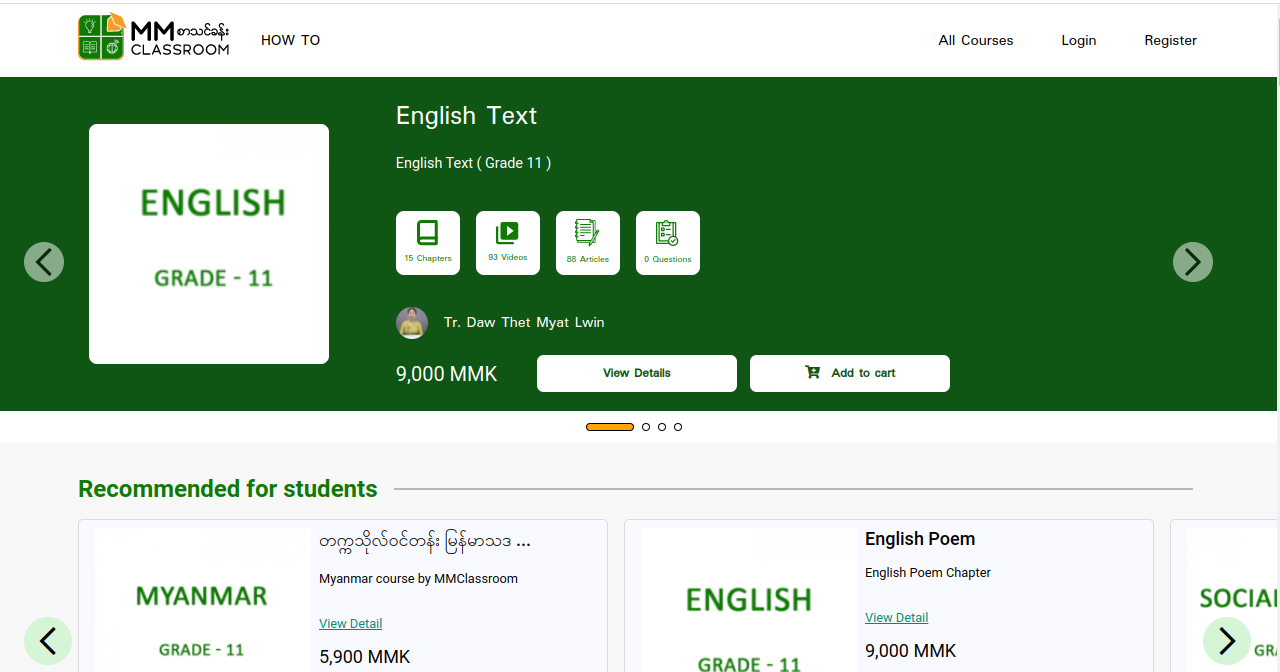 MM စာသင်ခန်း
CLASSROOM
HOW TO
All Courses
Login
Register
ENGLISH
GRADE - 11
English Text
English Text ( Grade 11 )
15 Chapters
93 Videos
88 Articles
0 Questions
Tr. Daw Thet Myat Lwin
9,000 MMK
View Details
Add to cart
Recommended for students
MYANMAR
GRADE - 11
တက္ကသိုလ်ဝင်တန်း မြန်မာသဒ ...
Myanmar course by MMClassroom
View Detail
5,900 MMK
ENGLISH
GRADE - 11
English Poem
English Poem Chapter
View Detail
9,000 MMK
SOCIAL
GR